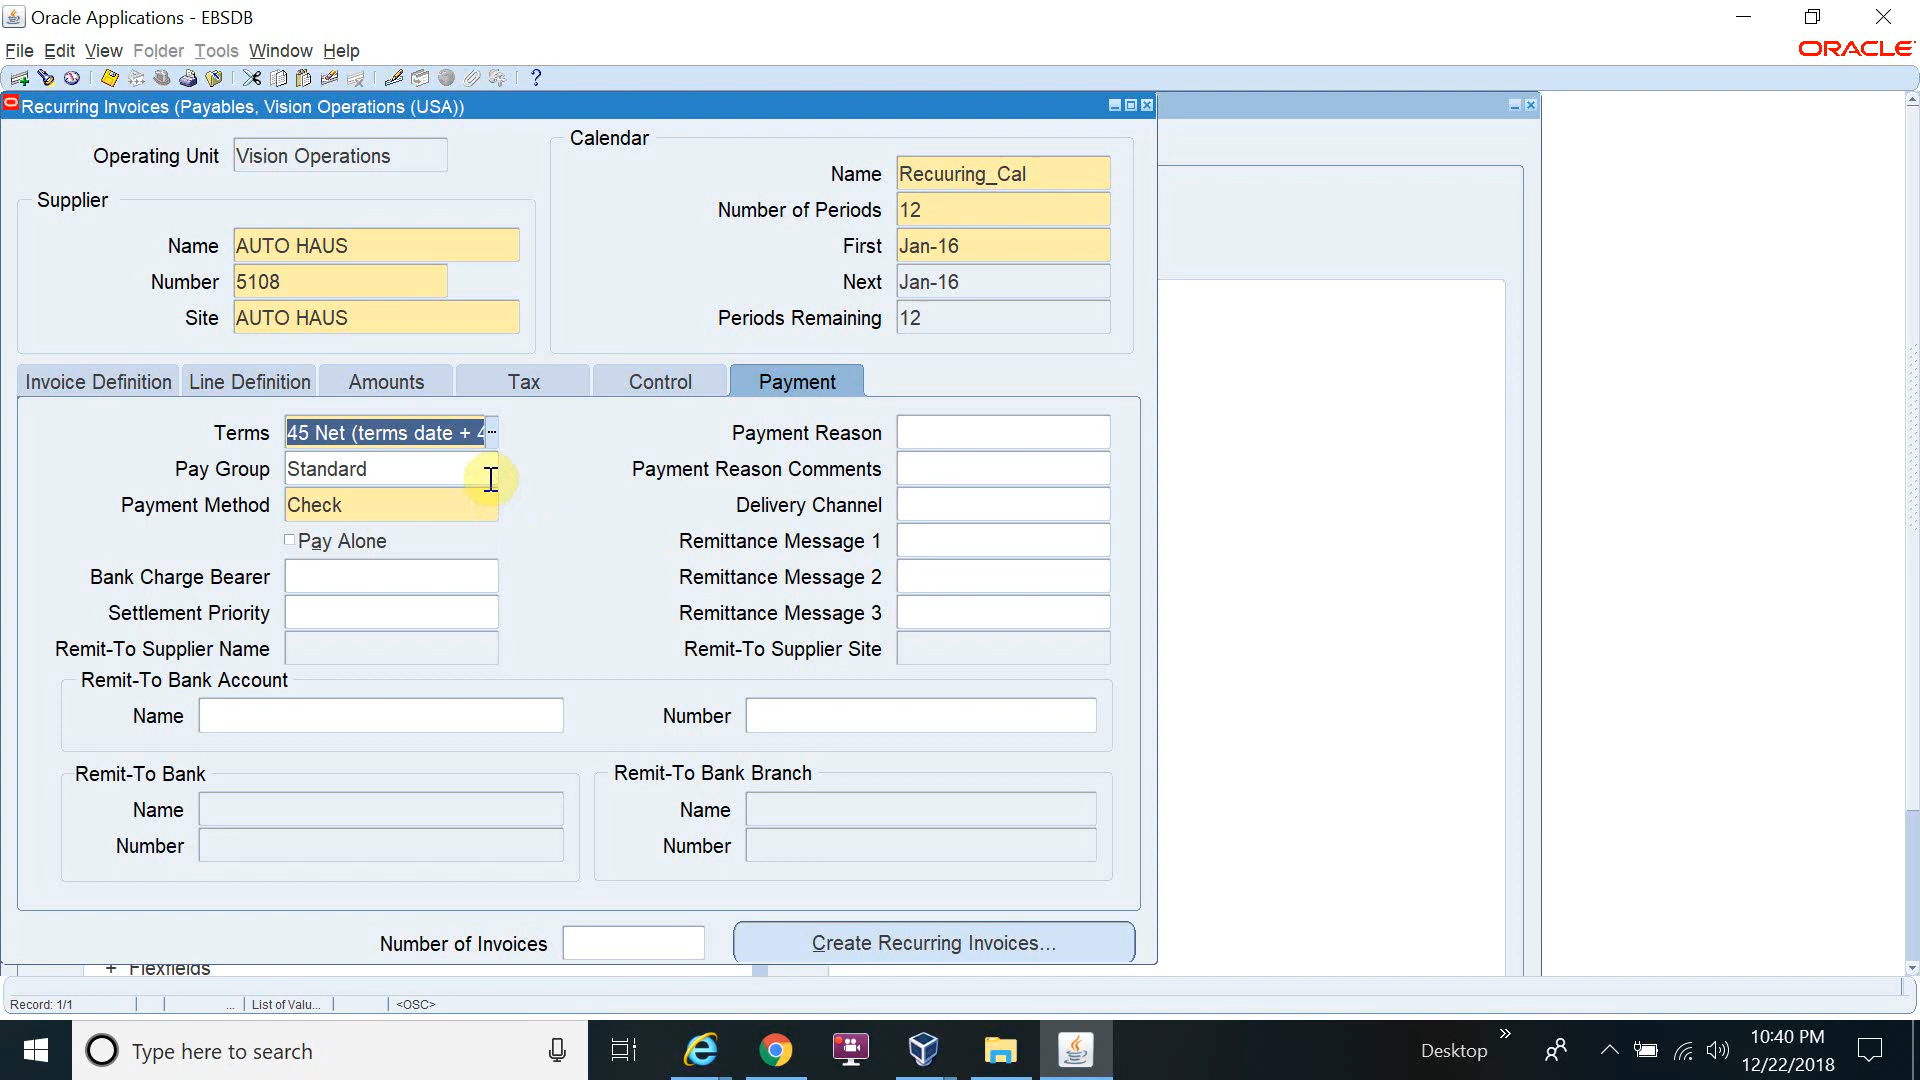 Oracle Applications - EBSDB
File Edit View Folder Tools Window Help
ORACLE
Recurring Invoices (Payables, Vision Operations (USA))
Operating Unit Vision Operations
Supplier
Name AUTO HAUS
Number 5108
Site AUTO HAUS
Calendar
Name Recuuring_Cal
Number of Periods 12
First Jan-16
Next Jan-16
Periods Remaining 12
Invoice Definition Line Definition Amounts Tax Control Payment
Terms 45 Net (terms date + 4
Pay Group Standard
Payment Method Check
Pay Alone
Bank Charge Bearer
Settlement Priority
Remit-To Supplier Name
Payment Reason
Payment Reason Comments
Delivery Channel
Remittance Message 1
Remittance Message 2
Remittance Message 3
Remit-To Supplier Site
Remit-To Bank Account
Name Number
Remit-To Bank
Name
Number
Remit-To Bank Branch
Name
Number
Number of Invoices Create Recurring Invoices...
+ Flexfields
Record: 1/1 ... List of Valu... <OSC>
Type here to search
Desktop
10:40 PM
12/22/2018